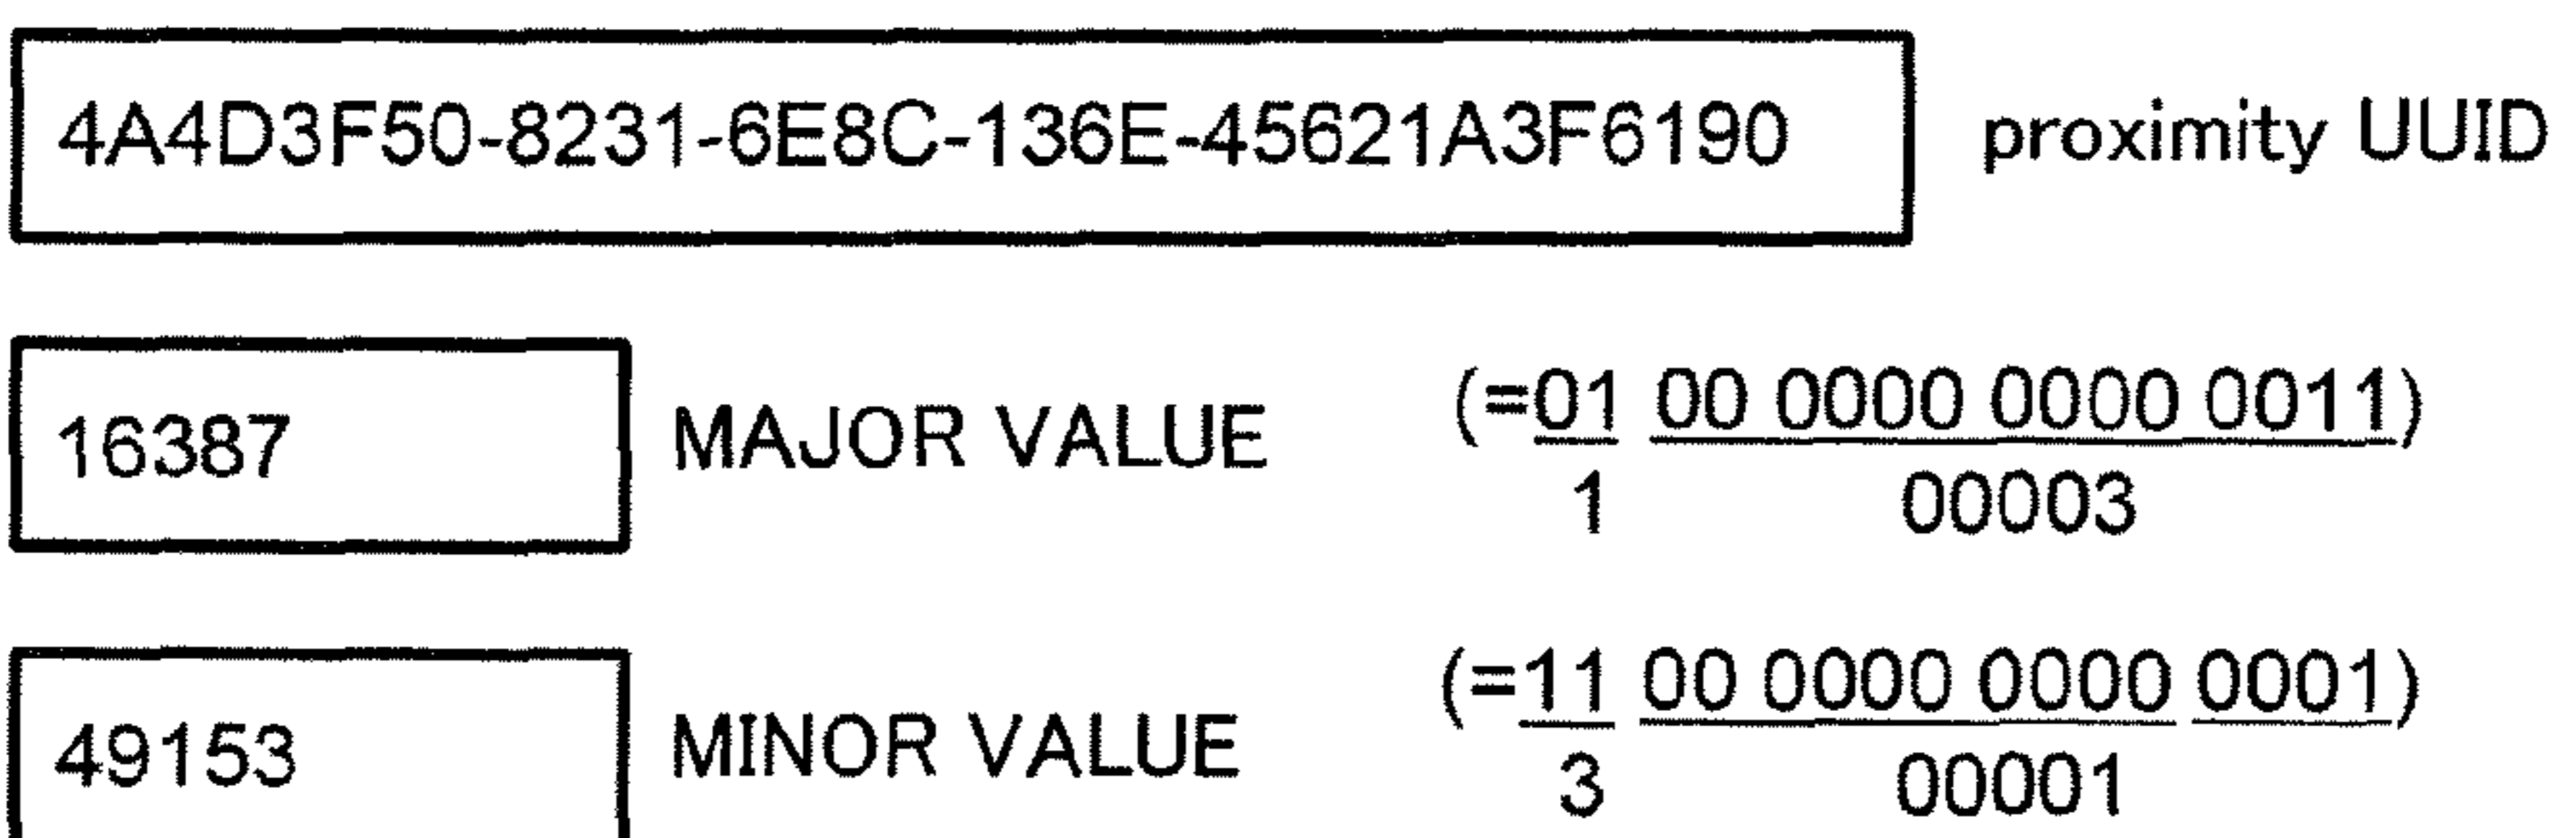 4A4D3F50-8231-6E8C-136E-45621A3F6190 proximity UUID
16387 MAJOR VALUE (=01 00 0000 0000 0011)
1 00003
49153 MINOR VALUE (=11 00 0000 0000 0001)
3 00001